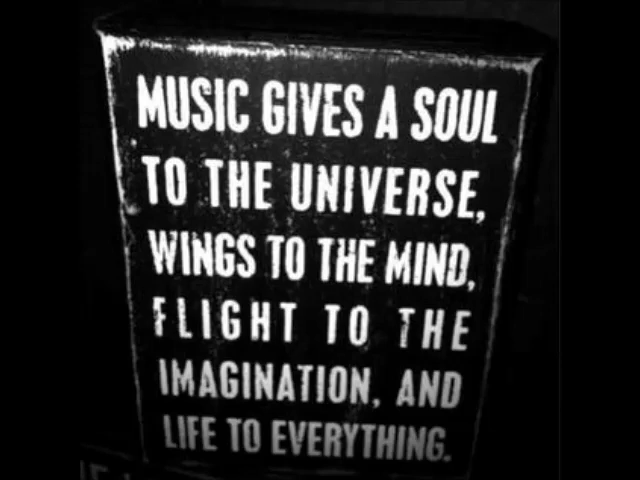 MUSIC GIVES A SOUL
TO THE UNIVERSE,
WINGS TO THE MIND,
FLIGHT TO THE
IMAGINATION, AND
LIFE TO EVERYTHING.